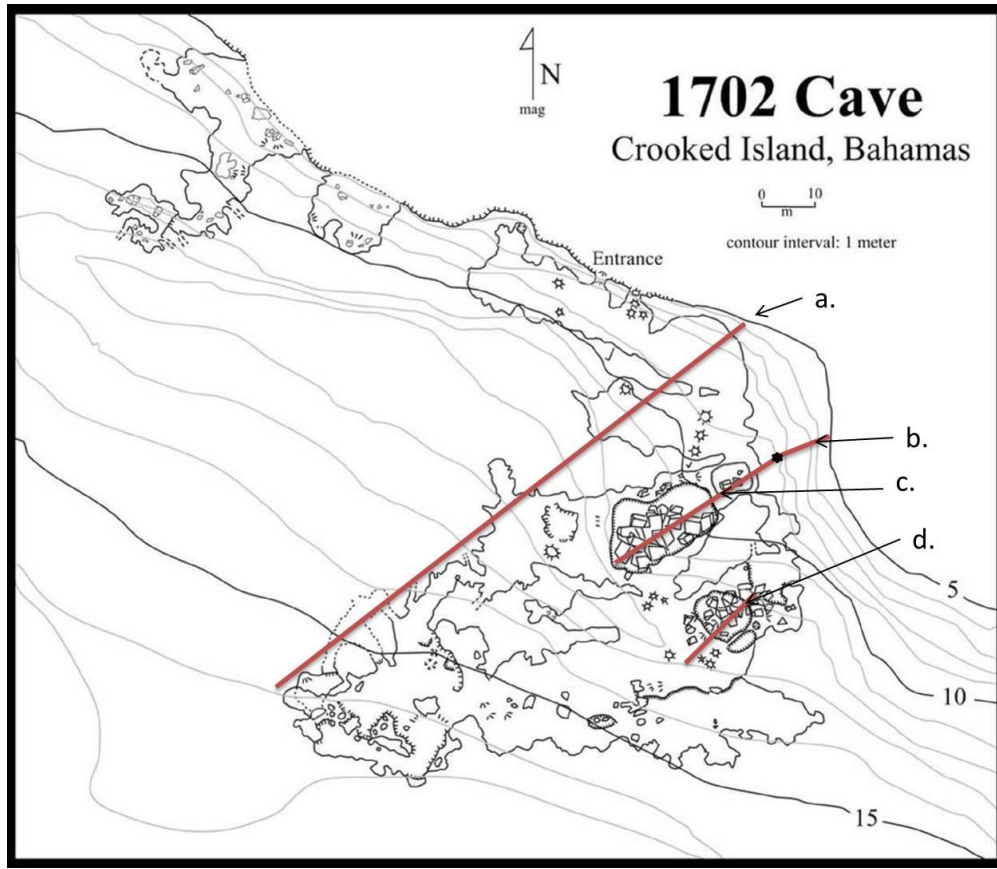 N
mag
1702 Cave
Crooked Island, Bahamas
0 10
m
contour interval: 1 meter
Entrance
a.
b.
c.
d.
5
10
15